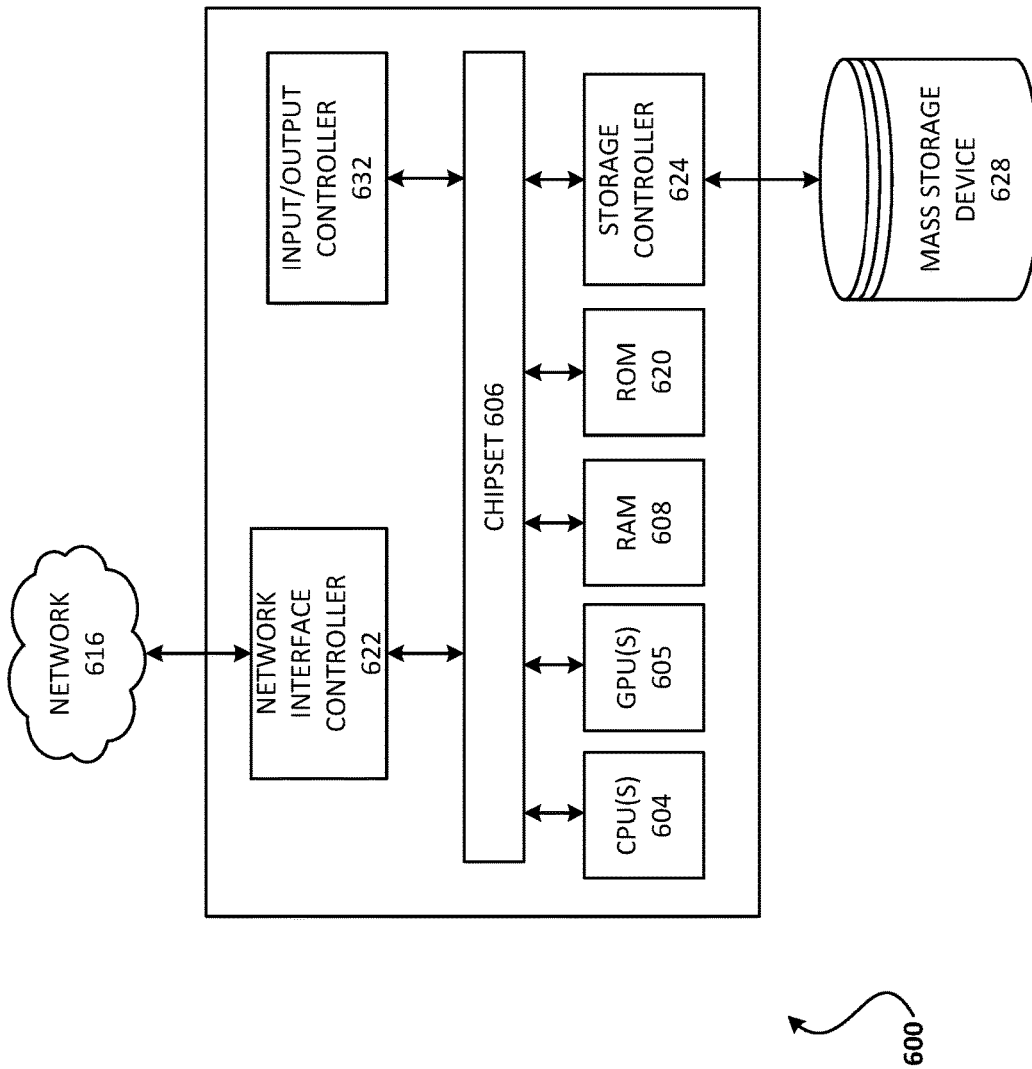 NETWORK
616
NETWORK
INTERFACE
CONTROLLER
622
INPUT/OUTPUT
CONTROLLER
632
CHIPSET 606
CPU(S)
604
GPU(S)
605
RAM
608
ROM
620
STORAGE
CONTROLLER
624
MASS STORAGE
DEVICE
628
600